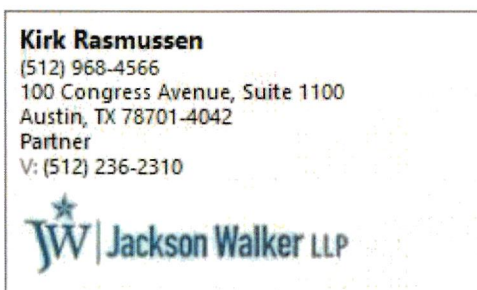 Kirk Rasmussen
(512) 968-4566
100 Congress Avenue, Suite 1100
Austin, TX 78701-4042
Partner
V: (512) 236-2310
JW | Jackson Walker LLP